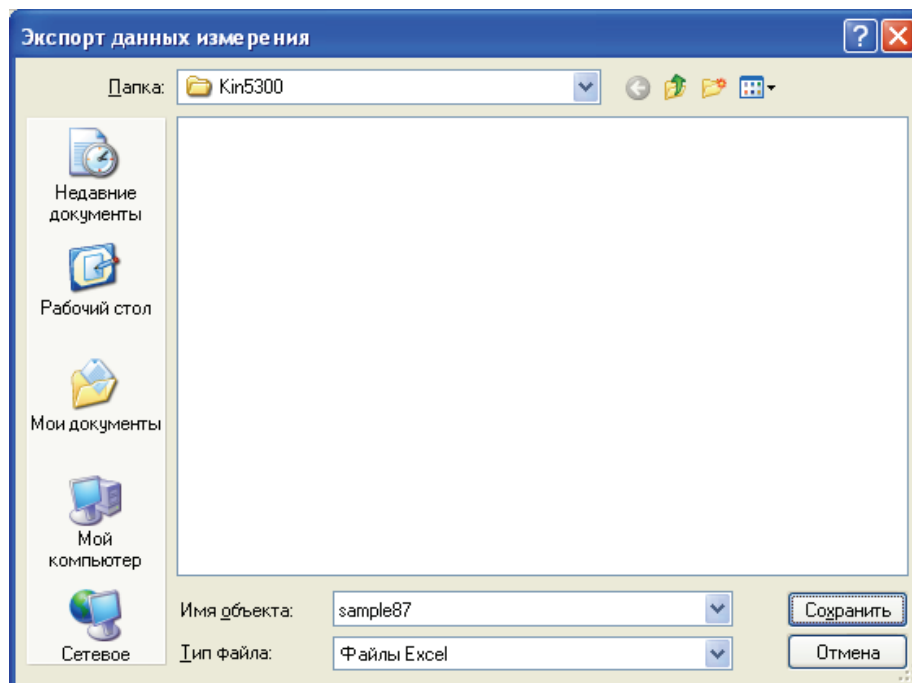 Экспорт данных измерения
Папка: Kin5300
Недавние
документы
Рабочий стол
Мои документы
Мой
компьютер
Сетевое
Имя объекта: sample87
Сохранить
Тип файла: Файлы Excel
Отмена